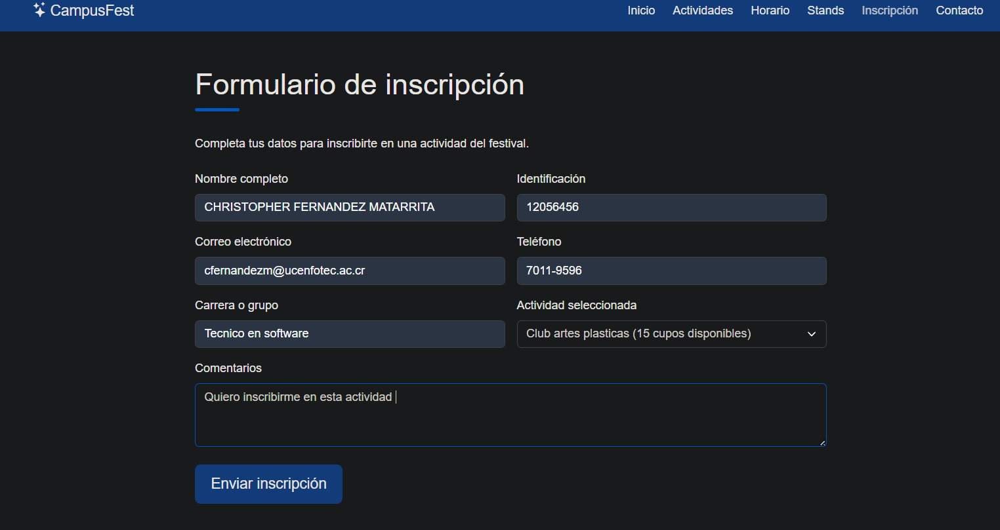 CampusFest Inicio Actividades Horario Stands Inscripción Contacto
Formulario de inscripción
Completa tus datos para inscribirte en una actividad del festival.
Nombre completo
CHRISTOPHER FERNANDEZ MATARRITA
Identificación
12056456
Correo electrónico
cfernandezm@ucenfotec.ac.cr
Teléfono
7011-9596
Carrera o grupo
Tecnico en software
Actividad seleccionada
Club artes plasticas (15 cupos disponibles)
Comentarios
Quiero inscribirme en esta actividad
Enviar inscripción